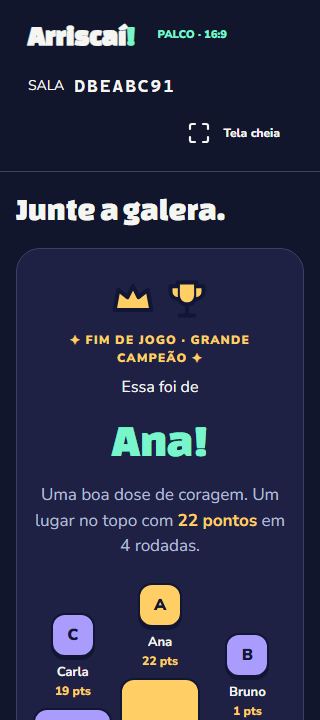 Arriscaí!
PALCO · 16:9
SALA DBEABC91
Tela cheia
Junte a galera.
✦ FIM DE JOGO · GRANDE
CAMPEÃO ✦
Essa foi de
Ana!
Uma boa dose de coragem. Um
lugar no topo com 22 pontos em
4 rodadas.
A
Ana
22 pts
C
Carla
19 pts
B
Bruno
1 pts